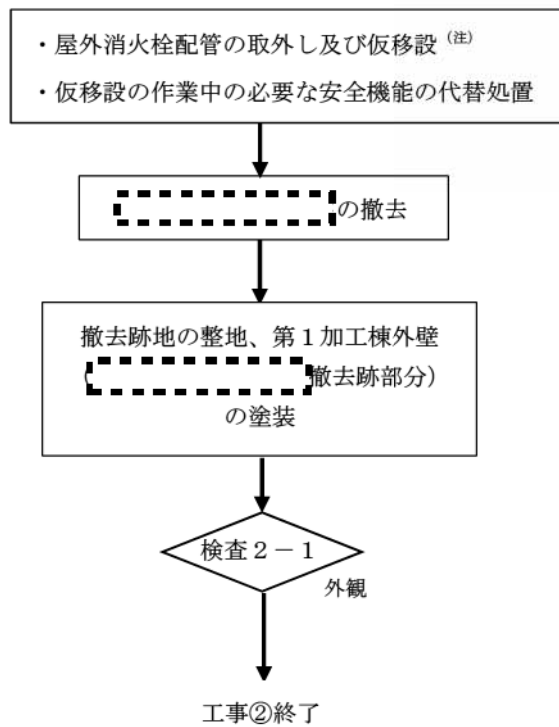 ・屋外消火栓配管の取外し及び仮移設(注)
・仮移設の作業中の必要な安全機能の代替処置
の撤去
撤去跡地の整地、第1加工棟外壁
(撤去跡部分)
の塗装
検査2-1
外観
工事②終了